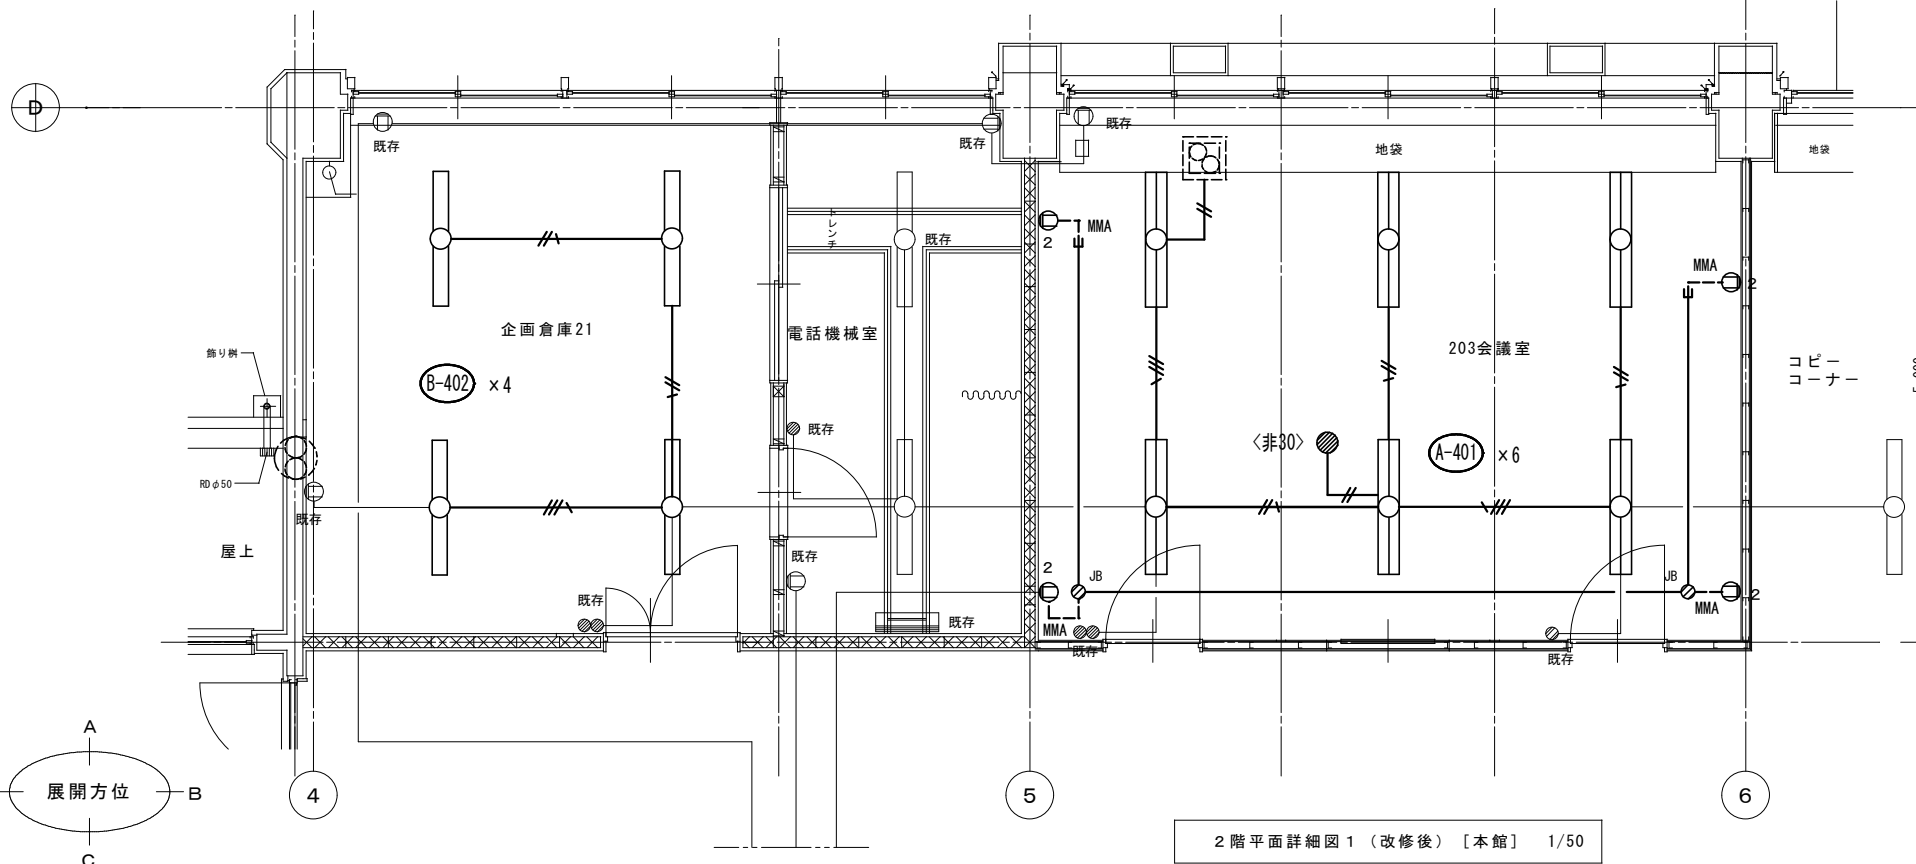 D
既存
既存
既存
地袋
地袋
トレンチ
既存
2
MMA
MMA
2
企画倉庫21
電話機械室
203会議室
飾り桝
B-402 ×4
コピー
コーナー
既存
〈非30〉
A-401 ×6
RDφ50
既存
屋上
既存
2
JB
JB
2
既存
既存
MMA
MMA
既存
既存
A
展開方位
B
C
4
5
6
2階平面詳細図1（改修後）［本館］ 1/50